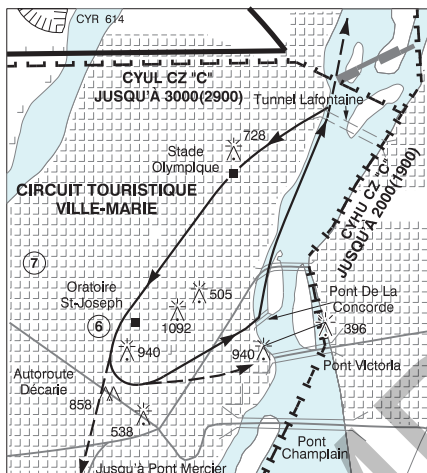 CYR 614
CYUL CZ "C"
JUSQU'À 3000(2900)
Tunnel Lafontaine
728
Stade
Olympique
CIRCUIT TOURISTIQUE
VILLE-MARIE
CYHU CZ "C"
JUSQU'À 2000(1900)
7
Oratoire
St-Joseph
505
1092
6
Pont De La
Concorde
396
940
940
Pont Victoria
Autoroute
Décarie
858
538
Pont
Champlain
Jusqu'à Pont Mercier